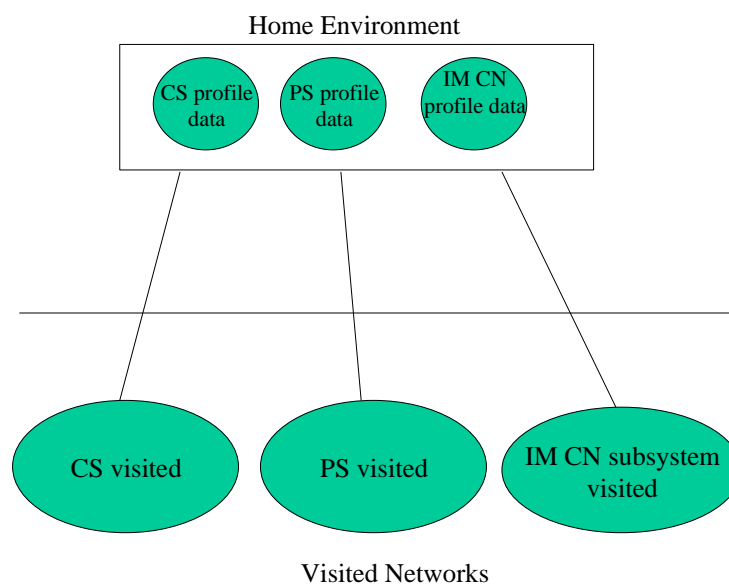 Home Environment
CS profile
data
PS profile
data
IM CN
profile data
CS visited
PS visited
IM CN subsystem
visited
Visited Networks